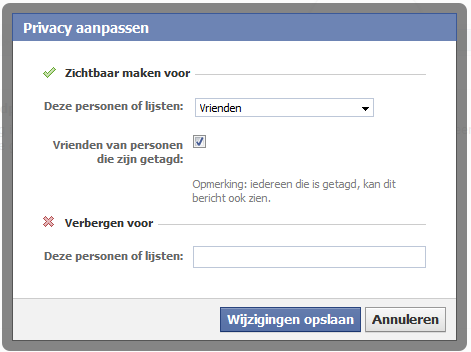 Privacy aanpassen
Zichtbaar maken voor
Deze personen of lijsten: Vrienden
Vrienden van personen
die zijn getagd:
Opmerking: iedereen die is getagd, kan dit
bericht ook zien.
Verbergen voor
Deze personen of lijsten:
Wijzigingen opslaan Annuleren